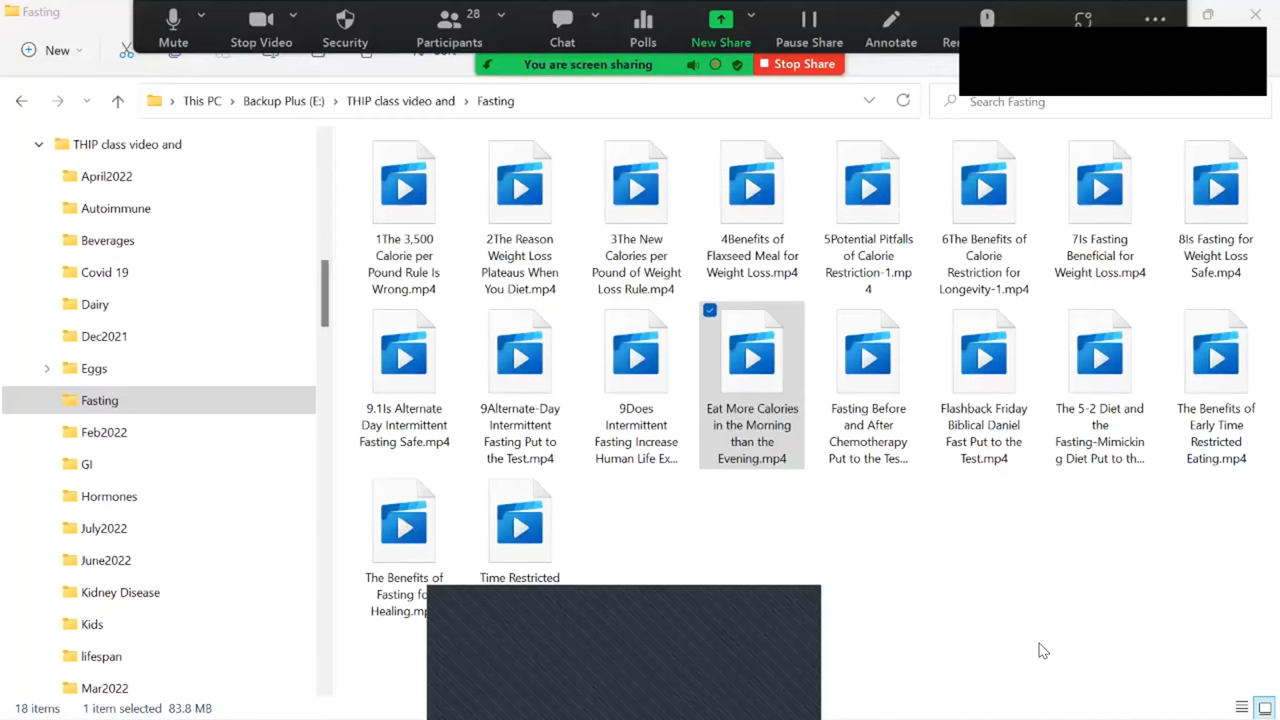 Fasting
Mute
Stop Video
Security
28
Participants
Chat
Polls
New Share
Pause Share
Annotate
New
You are screen sharing
Stop Share
This PC
Backup Plus (E:)
THIP class video and
Fasting
Search Fasting
THIP class video and
April2022
Autoimmune
Beverages
Covid 19
Dairy
Dec2021
Eggs
Fasting
Feb2022
GI
Hormones
July2022
June2022
Kidney Disease
Kids
lifespan
Mar2022
1The 3,500
Calorie per
Pound Rule Is
Wrong.mp4
2The Reason
Weight Loss
Plateaus When
You Diet.mp4
3The New
Calories per
Pound of Weight
Loss Rule.mp4
4Benefits of
Flaxseed Meal for
Weight Loss.mp4
5Potential Pitfalls
of Calorie
Restriction-1.mp
4
6The Benefits of
Calorie
Restriction for
Longevity-1.mp4
7Is Fasting
Beneficial for
Weight Loss.mp4
8Is Fasting for
Weight Loss
Safe.mp4
9.1Is Alternate
Day Intermittent
Fasting Safe.mp4
9Alternate-Day
Intermittent
Fasting Put to
the Test.mp4
9Does
Intermittent
Fasting Increase
Human Life Ex...
Eat More Calories
in the Morning
than the
Evening.mp4
Fasting Before
and After
Chemotherapy
Put to the Tes...
Flashback Friday
Biblical Daniel
Fast Put to the
Test.mp4
The 5-2 Diet and
the
Fasting-Mimickin
g Diet Put to th...
The Benefits of
Early Time
Restricted
Eating.mp4
The Benefits of
Fasting fo
Healing.mp
Time Restricted
18 items
1 item selected
83.8 MB